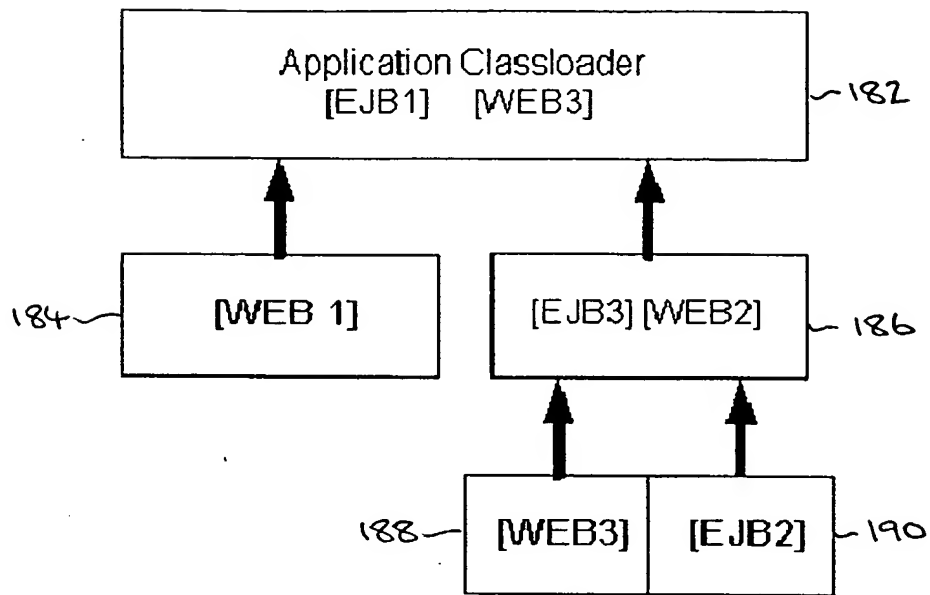 Application Classloader
[EJB1] [WEB3]
182
184
[WEB 1]
[EJB3] [WEB2]
186
188
[WEB3]
[EJB2]
190